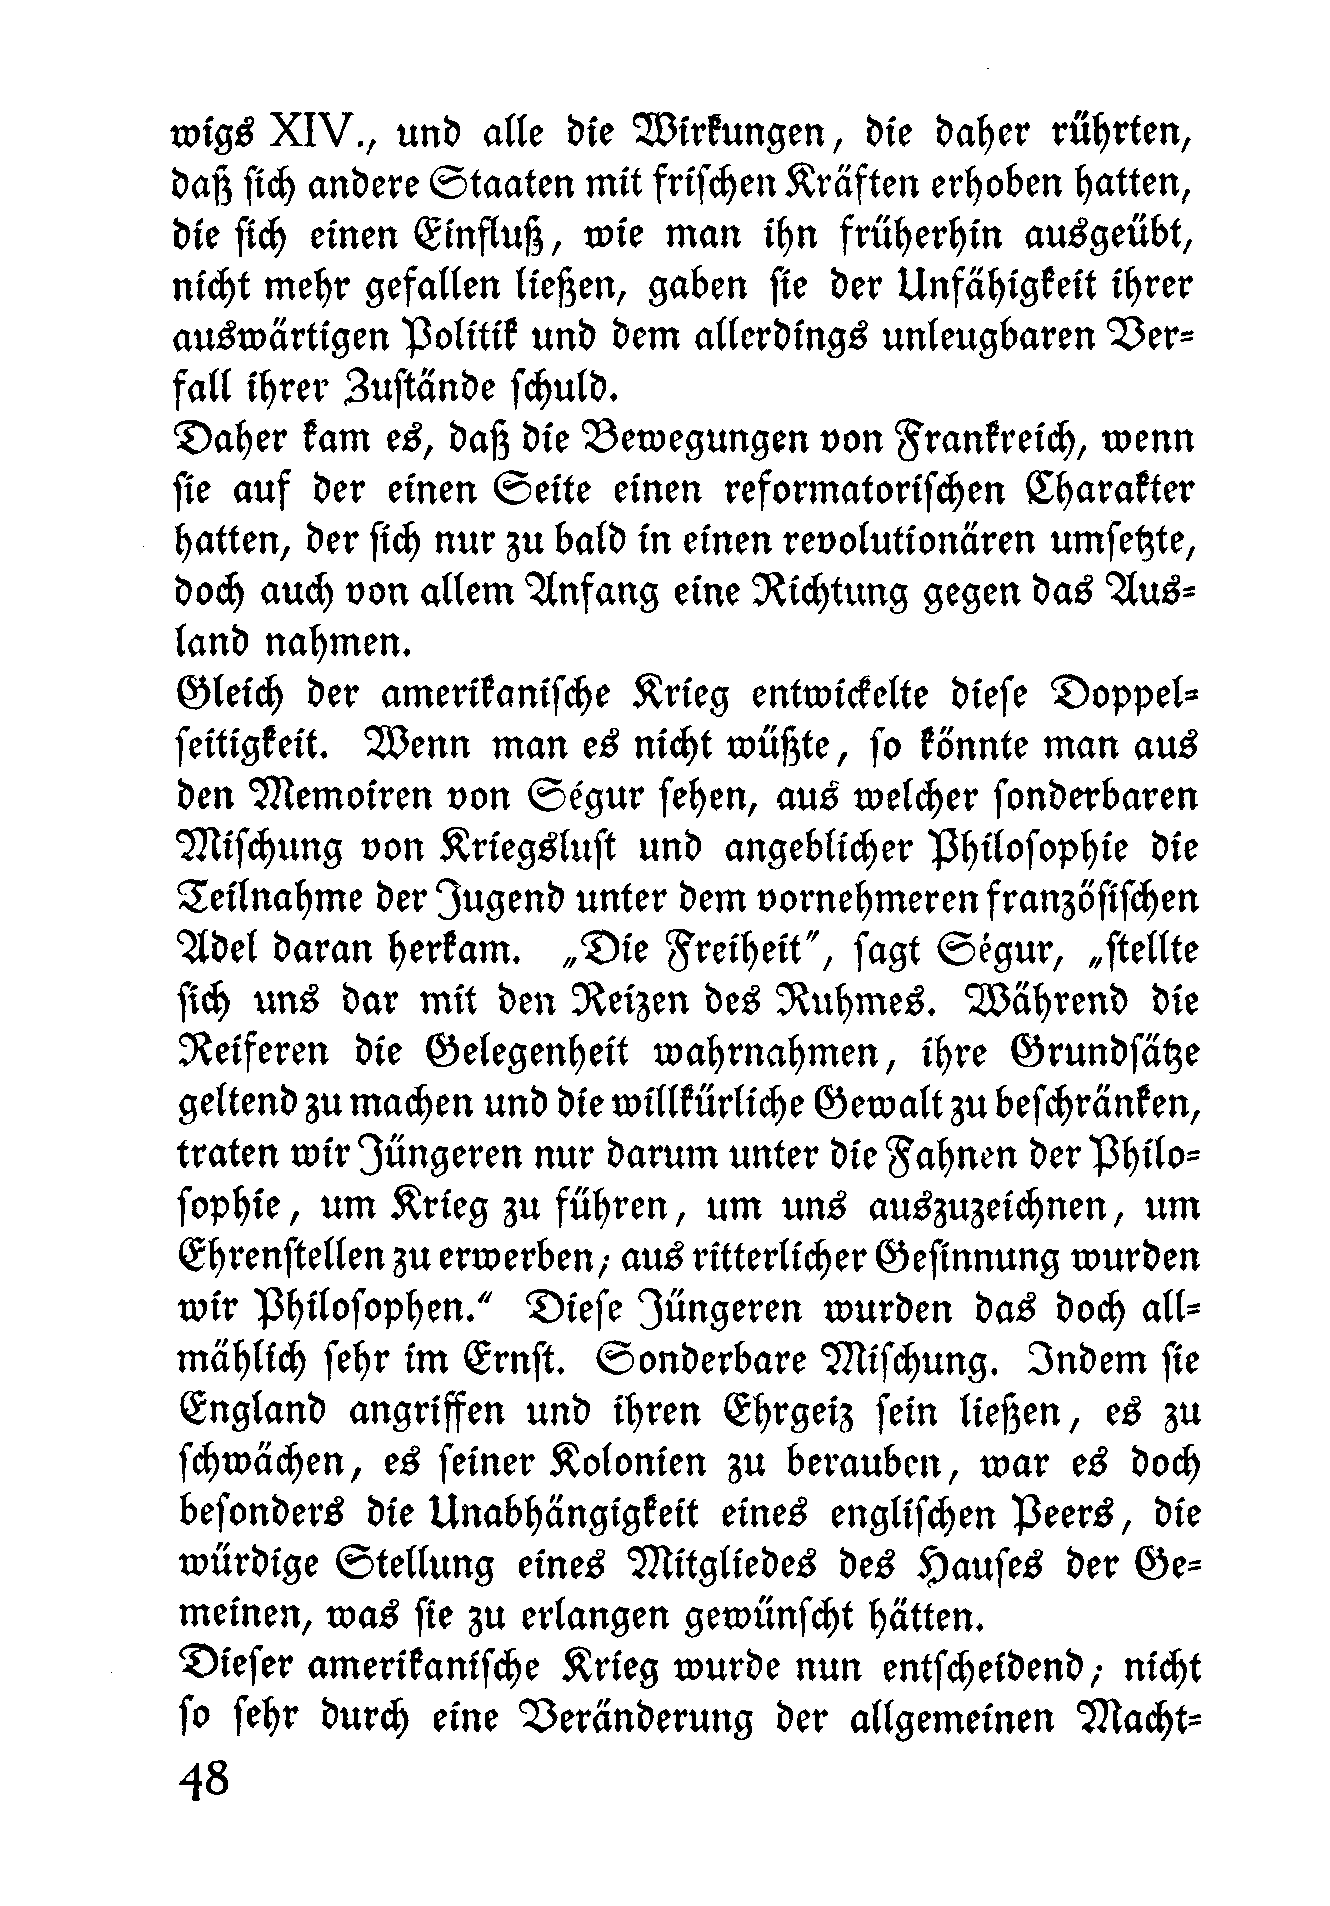 wigs XIV., und alle die Wirkungen, die daher rührten,
daß sich andere Staaten mit frischen Kräften erhoben hatten,
die sich einen Einfluß, wie man ihn früherhin ausgeübt,
nicht mehr gefallen ließen, gaben sie der Unfähigkeit ihrer
auswärtigen Politik und dem allerdings unleugbaren Ver-
fall ihrer Zustände schuld.
Daher kam es, daß die Bewegungen von Frankreich, wenn
sie auf der einen Seite einen reformatorischen Charakter
hatten, der sich nur zu bald in einen revolutionären umsetzte,
doch auch von allem Anfang eine Richtung gegen das Aus-
land nahmen.
Gleich der amerikanische Krieg entwickelte diese Doppel-
seitigkeit. Wenn man es nicht wüßte, so könnte man aus
den Memoiren von Ségur sehen, aus welcher sonderbaren
Mischung von Kriegslust und angeblicher Philosophie die
Teilnahme der Jugend unter dem vornehmeren französischen
Adel daran herkam. „Die Freiheit", sagt Ségur, „stellte
sich uns dar mit den Reizen des Ruhmes. Während die
Reiferen die Gelegenheit wahrnahmen, ihre Grundsätze
geltend zu machen und die willkürliche Gewalt zu beschränken,
traten wir Jüngeren nur darum unter die Fahnen der Philo-
sophie, um Krieg zu führen, um uns auszuzeichnen, um
Ehrenstellen zu erwerben; aus ritterlicher Gesinnung wurden
wir Philosophen." Diese Jüngeren wurden das doch all-
mählich sehr im Ernst. Sonderbare Mischung. Indem sie
England angriffen und ihren Ehrgeiz sein ließen, es zu
schwächen, es seiner Kolonien zu berauben, war es doch
besonders die Unabhängigkeit eines englischen Peers, die
würdige Stellung eines Mitgliedes des Hauses der Ge-
meinen, was sie zu erlangen gewünscht hätten.
Dieser amerikanische Krieg wurde nun entscheidend; nicht
so sehr durch eine Veränderung der allgemeinen Macht-
48